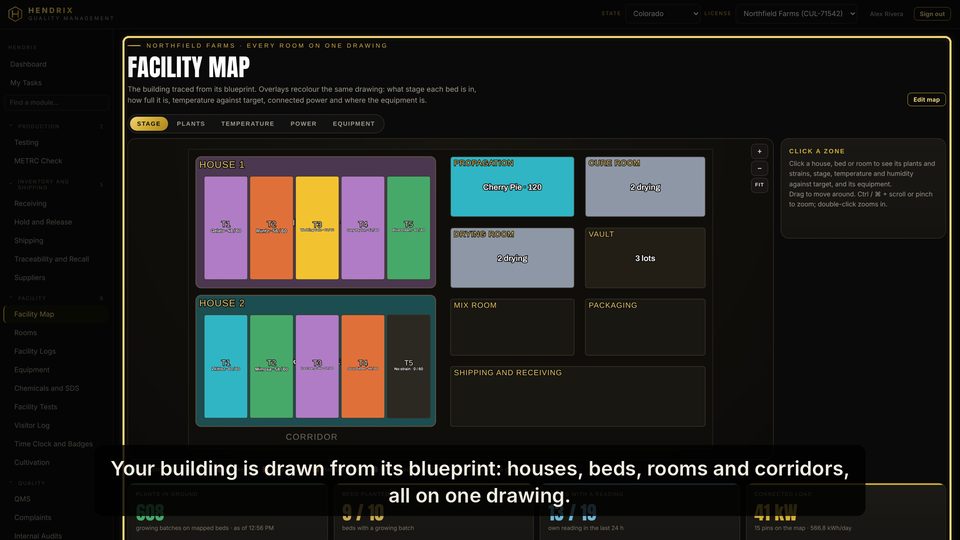 HENDRIX
QUALITY MANAGEMENT
STATE
Colorado
LICENSE
Northfield Farms (CUL-71542)
Alex Rivera
Sign out
HENDRIX
Dashboard
My Tasks
Find a module...
PRODUCTION
Testing
METRC Check
INVENTORY AND SHIPPING
Receiving
Hold and Release
Shipping
Traceability and Recall
Suppliers
FACILITY
Facility Map
Rooms
Facility Logs
Equipment
Chemicals and SDS
Facility Tests
Visitor Log
Time Clock and Badges
Cultivation
QUALITY
QMS
Complaints
Internal Audits
NORTHFIELD FARMS · EVERY ROOM ON ONE DRAWING
FACILITY MAP
The building traced from its blueprint. Overlays recolour the same drawing: what stage each bed is in,
how full it is, temperature against target, connected power and where the equipment is.
Edit map
STAGE
PLANTS
TEMPERATURE
POWER
EQUIPMENT
HOUSE 1
T1
T2
T3
T4
T5
HOUSE 2
T1
T2
T3
T4
T5
CORRIDOR
PROPAGATION
Cherry Pie · 120
CURE ROOM
2 drying
DRYING ROOM
2 drying
VAULT
3 lots
MIX ROOM
PACKAGING
SHIPPING AND RECEIVING
+
−
FIT
CLICK A ZONE
Click a house, bed or room to see its plants and
strains, stage, temperature and humidity
against target, and its equipment.
Drag to move around. Ctrl / ⌘ + scroll or pinch
to zoom; double-click zooms in.
Your building is drawn from its blueprint: houses, beds, rooms and corridors,
all on one drawing.
PLANTS IN GROUND
608
growing batches on mapped beds · as of 12:56 PM
9 / 10
beds with a growing batch
13 / 19
own reading in the last 24 h
CONNECTED LOAD
41 kW
15 pins on the map · 566.8 kWh/day